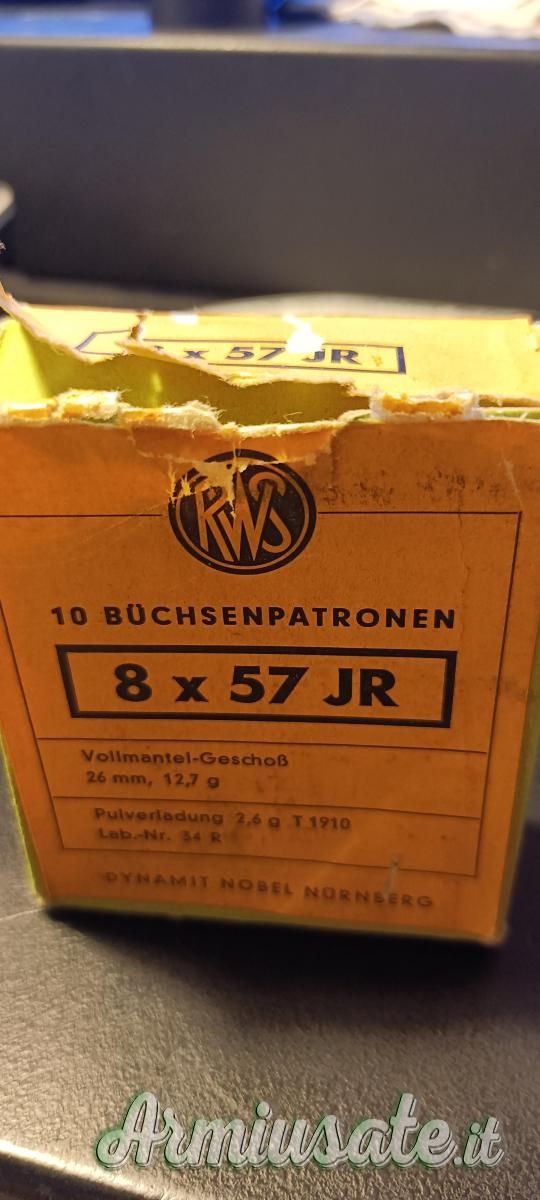 8 x 57 JR
RWS
10 BÜCHSENPATRONEN
8 x 57 JR
Vollmantel-Geschoß
26 mm, 12,7 g
Pulverladung 2,6 g T 1910
Lab.-Nr. 34 R
DYNAMIT NOBEL NÜRNBERG
Armiusate.it